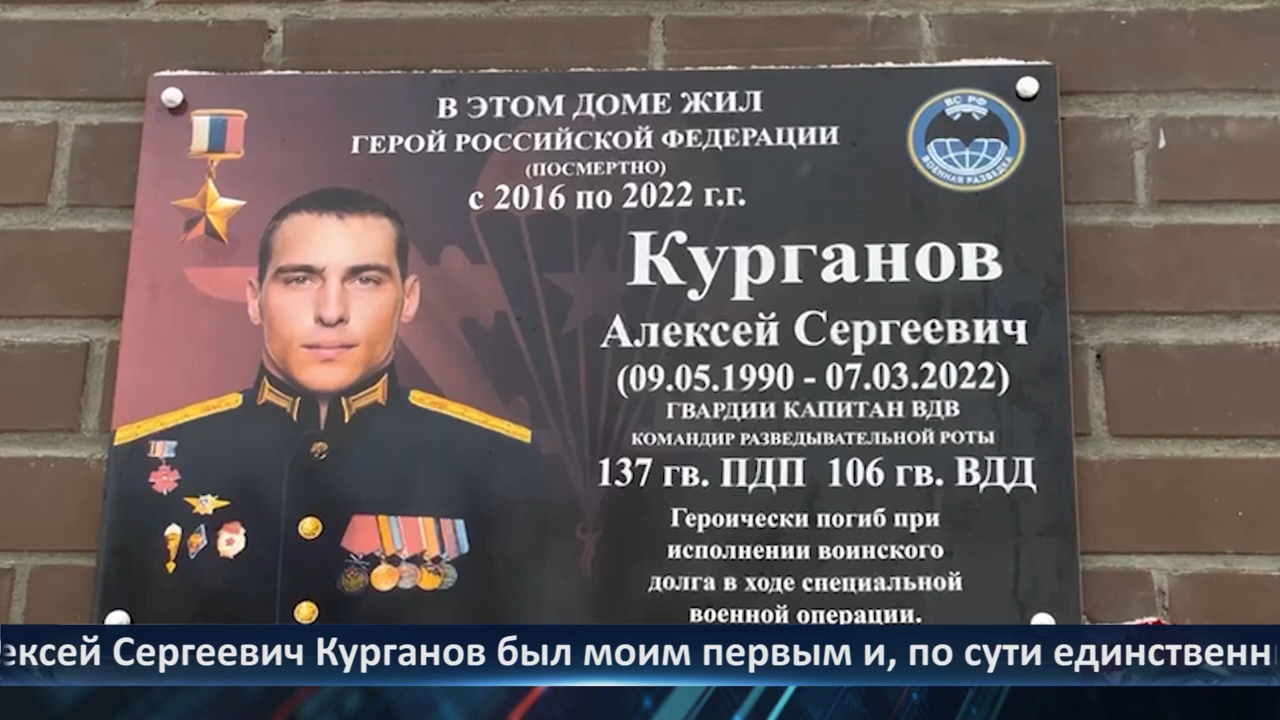 В ЭТОМ ДОМЕ ЖИЛ
ГЕРОЙ РОССИЙСКОЙ ФЕДЕРАЦИИ
(ПОСМЕРТНО)
с 2016 по 2022 г.г.
ВС РФ
ВОЕННАЯ РАЗВЕДКА
Курганов
Алексей Сергеевич
(09.05.1990 - 07.03.2022)
ГВАРДИИ КАПИТАН ВДВ
КОМАНДИР РАЗВЕДЫВАТЕЛЬНОЙ РОТЫ
137 гв. ПДП 106 гв. ВДД
Героически погиб при
исполнении воинского
долга в ходе специальной
военной операции.
ексей Сергеевич Курганов был моим первым и, по сути единственн